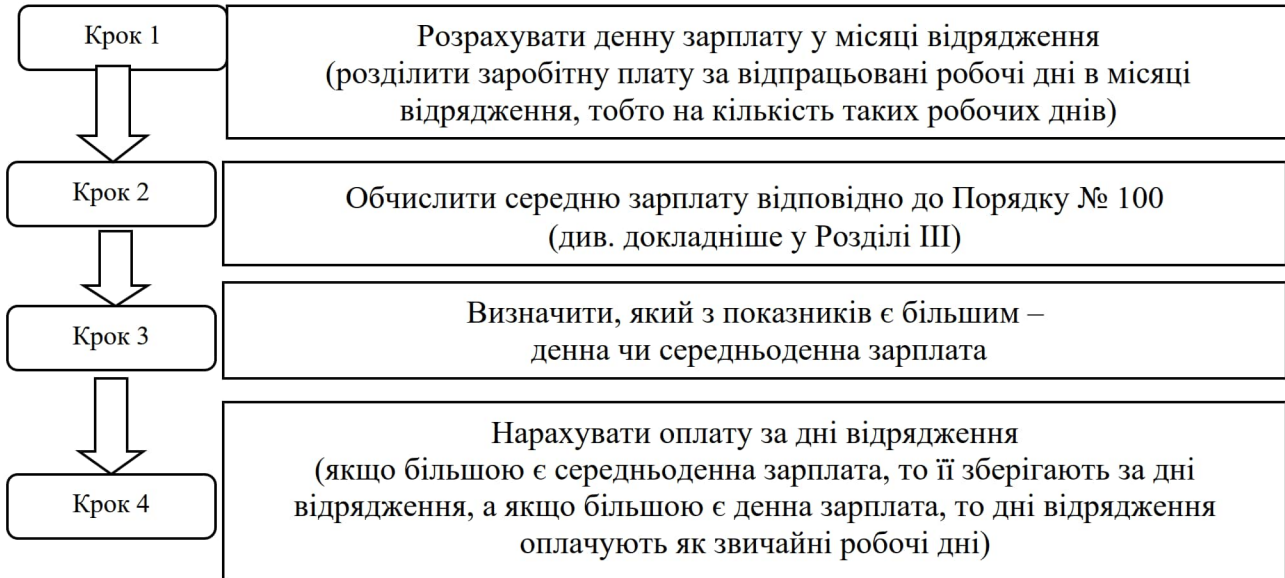 Крок 1
Розрахувати денну зарплату у місяці відрядження
(розділити заробітну плату за відпрацьовані робочі дні в місяці
відрядження, тобто на кількість таких робочих днів)
Крок 2
Обчислити середню зарплату відповідно до Порядку № 100
(див. докладніше у Розділі ІІІ)
Крок 3
Визначити, який з показників є більшим –
денна чи середньоденна зарплата
Крок 4
Нарахувати оплату за дні відрядження
(якщо більшою є середньоденна зарплата, то її зберігають за дні
відрядження, а якщо більшою є денна зарплата, то дні відрядження
оплачують як звичайні робочі дні)